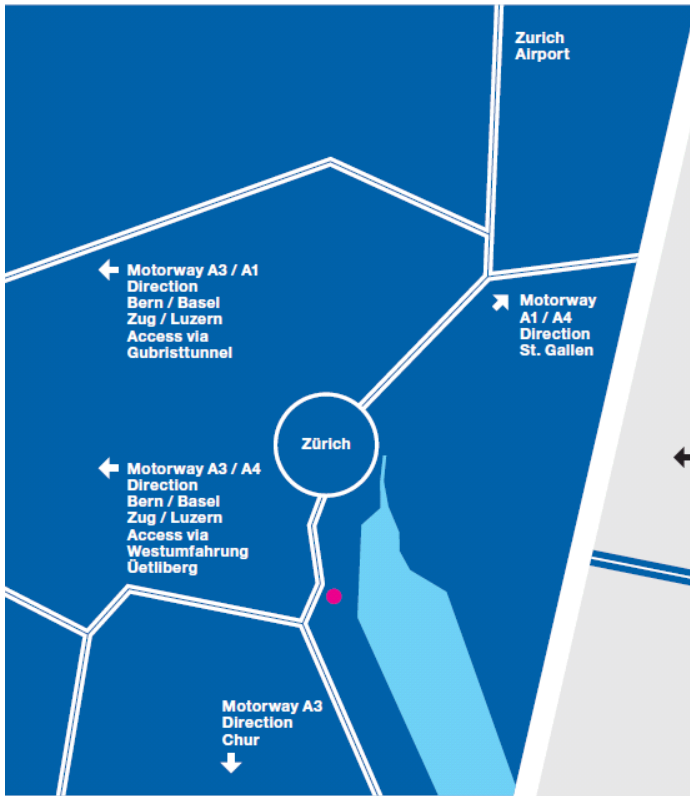 Zurich
Airport
Motorway A3 / A1
Direction
Bern / Basel
Zug / Luzern
Access via
Gubristtunnel
Motorway
A1 / A4
Direction
St. Gallen
Zürich
Motorway A3 / A4
Direction
Bern / Basel
Zug / Luzern
Access via
Westumfahrung
Üetliberg
Motorway A3
Direction
Chur